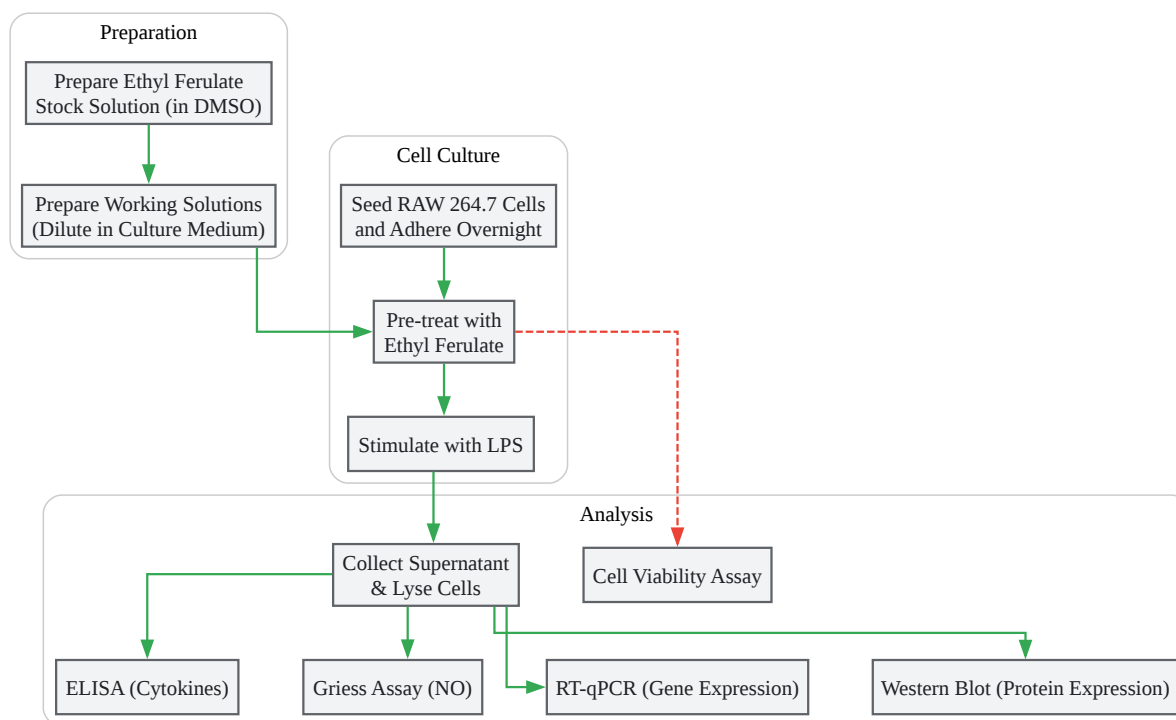 Preparation
Prepare Ethyl Ferulate
Stock Solution (in DMSO)
Prepare Working Solutions
(Dilute in Culture Medium)
Cell Culture
Seed RAW 264.7 Cells
and Adhere Overnight
Pre-treat with
Ethyl Ferulate
Stimulate with LPS
Analysis
Collect Supernatant
& Lyse Cells
Cell Viability Assay
ELISA (Cytokines)
Griess Assay (NO)
RT-qPCR (Gene Expression)
Western Blot (Protein Expression)